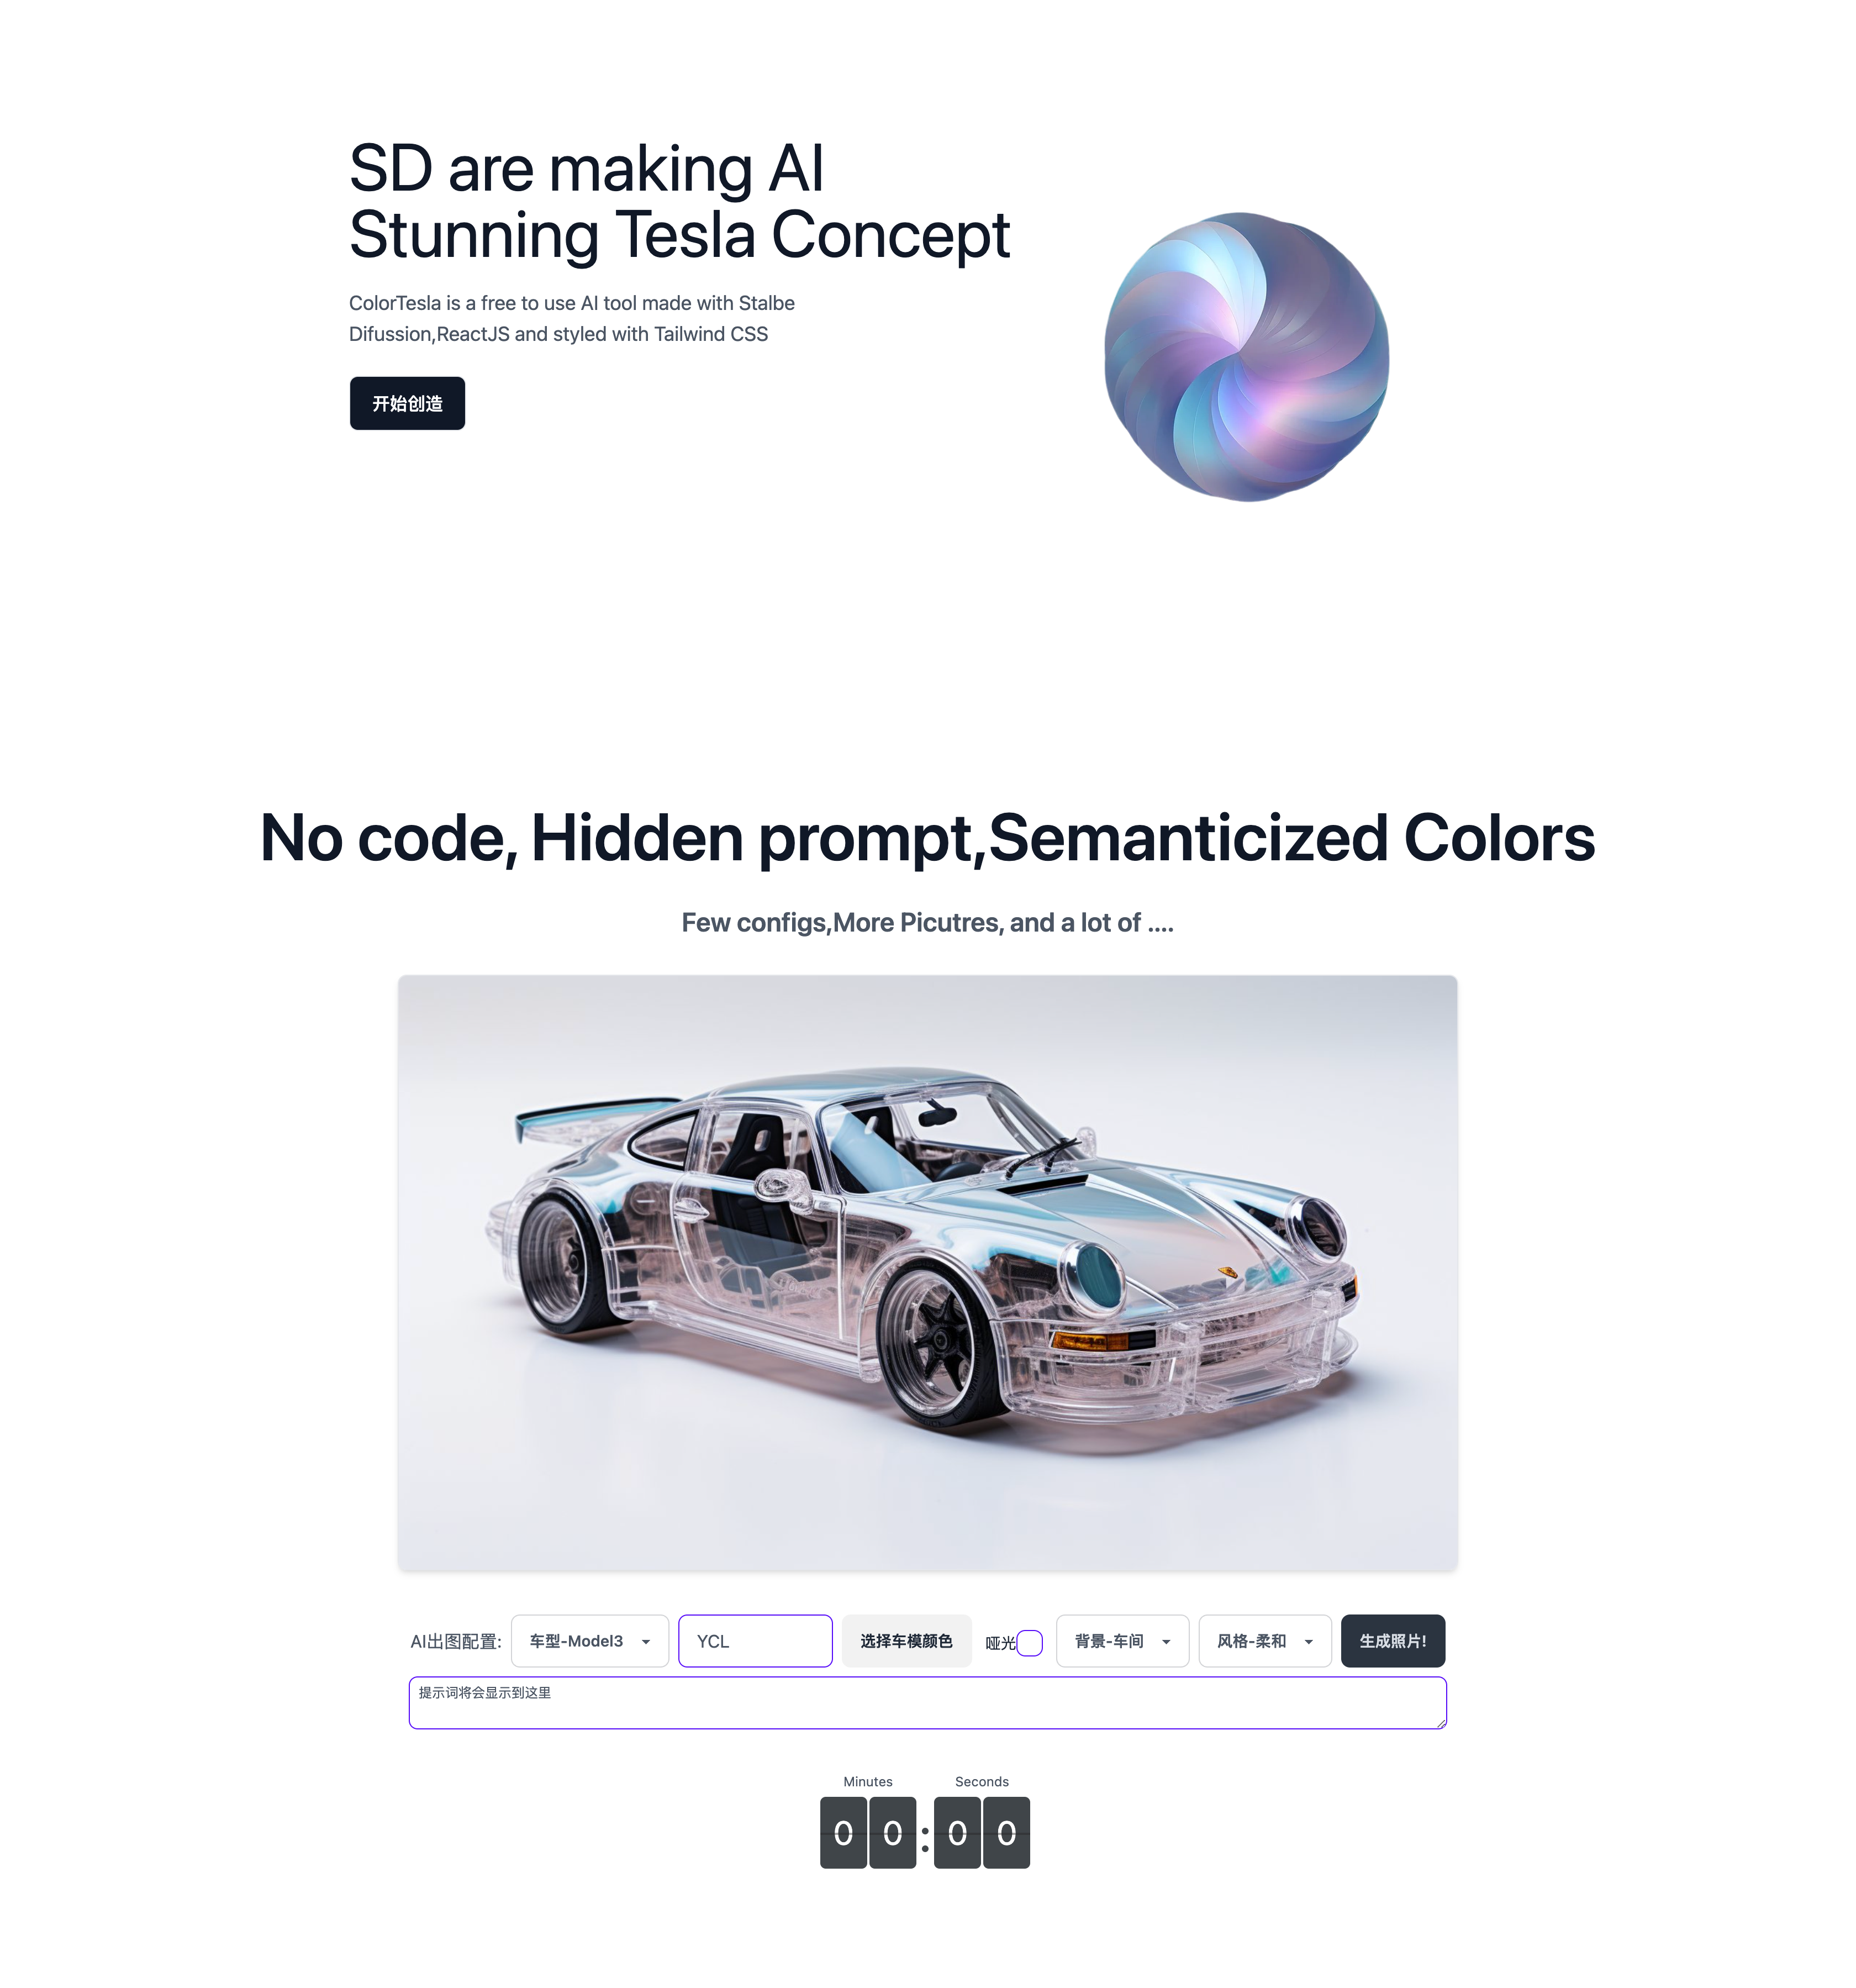 SD are making AI
Stunning Tesla Concept
ColorTesla is a free to use AI tool made with Stalbe
Difussion,ReactJS and styled with Tailwind CSS
开始创造
No code, Hidden prompt,Semanticized Colors
Few configs,More Picutres, and a lot of ....
AI出图配置: 车型-Model3 YCL 选择车模颜色 哑光 背景-车间 风格-柔和 生成照片!
提示词将会显示到这里
Minutes Seconds
00:00